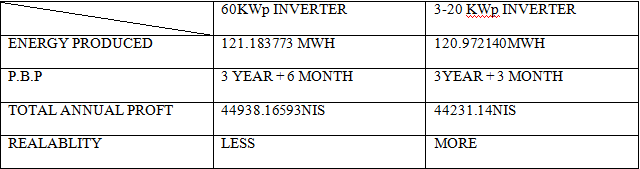 60KWp INVERTER 3-20 KWp INVERTER
ENERGY PRODUCED 121.183773 MWH 120.972140MWH
P.B.P 3 YEAR + 6 MONTH 3YEAR + 3 MONTH
TOTAL ANNUAL PROFT 44938.16593NIS 44231.14NIS
REALABLITY LESS MORE